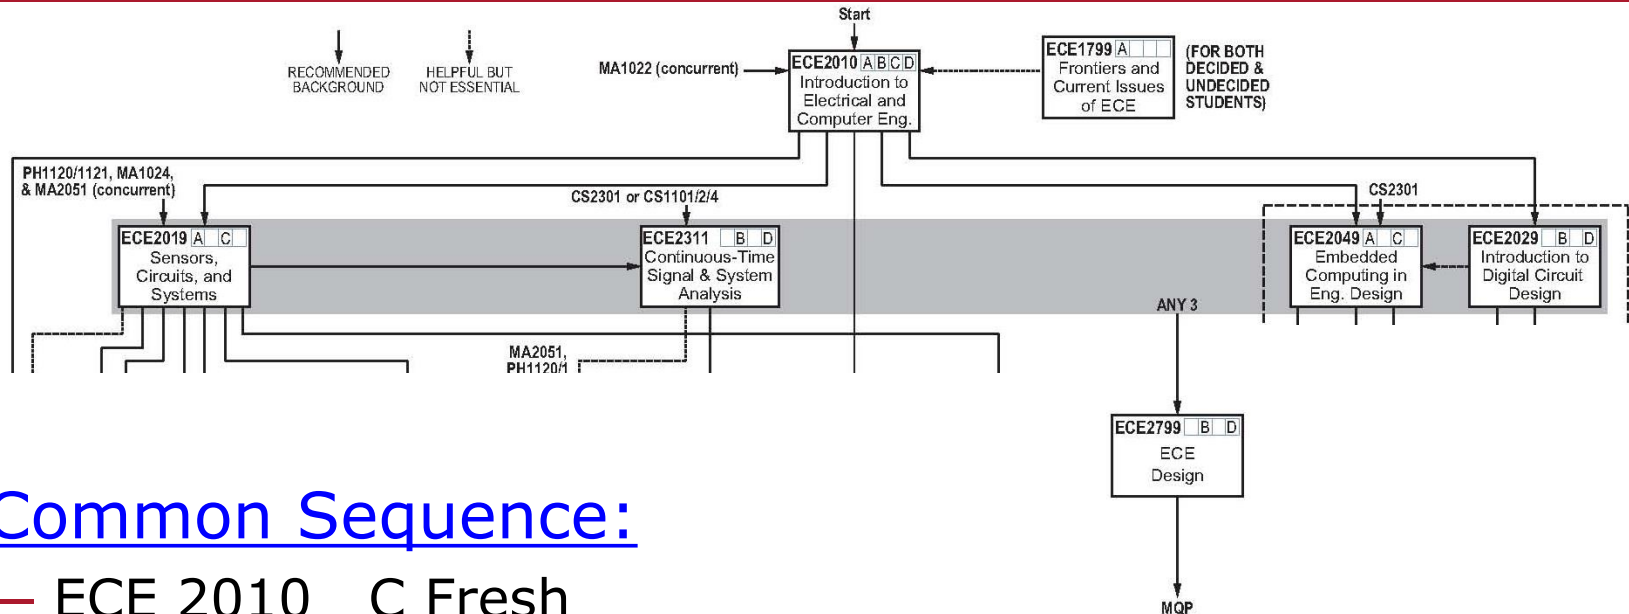 Start
RECOMMENDED
BACKGROUND
HELPFUL BUT
NOT ESSENTIAL
MA1022 (concurrent)
ECE2010 A B C D
Introduction to
Electrical and
Computer Eng.
ECE1799 A
Frontiers and
Current Issues
of ECE
(FOR BOTH
DECIDED &
UNDECIDED
STUDENTS)
PH1120/1121, MA1024,
& MA2051 (concurrent)
CS2301 or CS1101/2/4
CS2301
ECE2019 A C
Sensors,
Circuits, and
Systems
ECE2311 B D
Continuous-Time
Signal & System
Analysis
ECE2049 A C
Embedded
Computing in
Eng. Design
ECE2029 B D
Introduction to
Digital Circuit
Design
ANY 3
MA2051,
PH1120/1
ECE2799 B D
ECE
Design
MQP
Common Sequence:
— ECE 2010 C Fresh